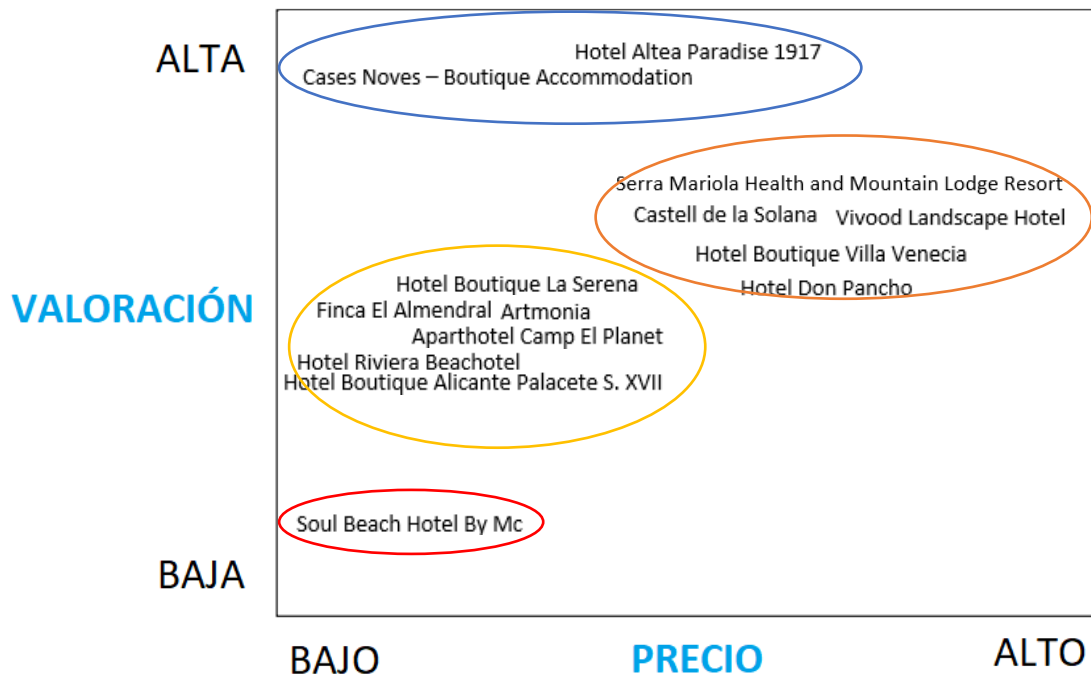 ALTA
Hotel Altea Paradise 1917
Cases Noves – Boutique Accommodation
Serra Mariola Health and Mountain Lodge Resort
Castell de la Solana Vivood Landscape Hotel
Hotel Boutique Villa Venecia
Hotel Don Pancho
VALORACIÓN
Hotel Boutique La Serena
Finca El Almendral Artmonia
Aparthotel Camp El Planet
Hotel Riviera Beachotel
Hotel Boutique Alicante Palacete S. XVII
Soul Beach Hotel By Mc
BAJA
BAJO PRECIO ALTO